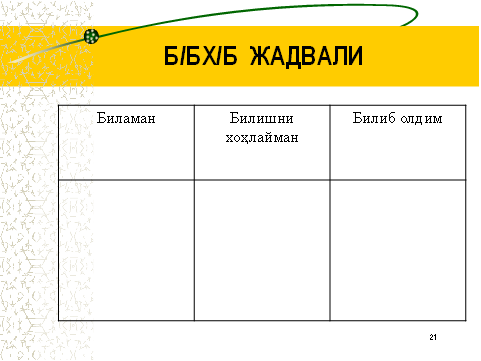 Б/БХ/Б ЖАДВАЛИ
Биламан
Билишни
хоҳлайман
Билиб олдим
21